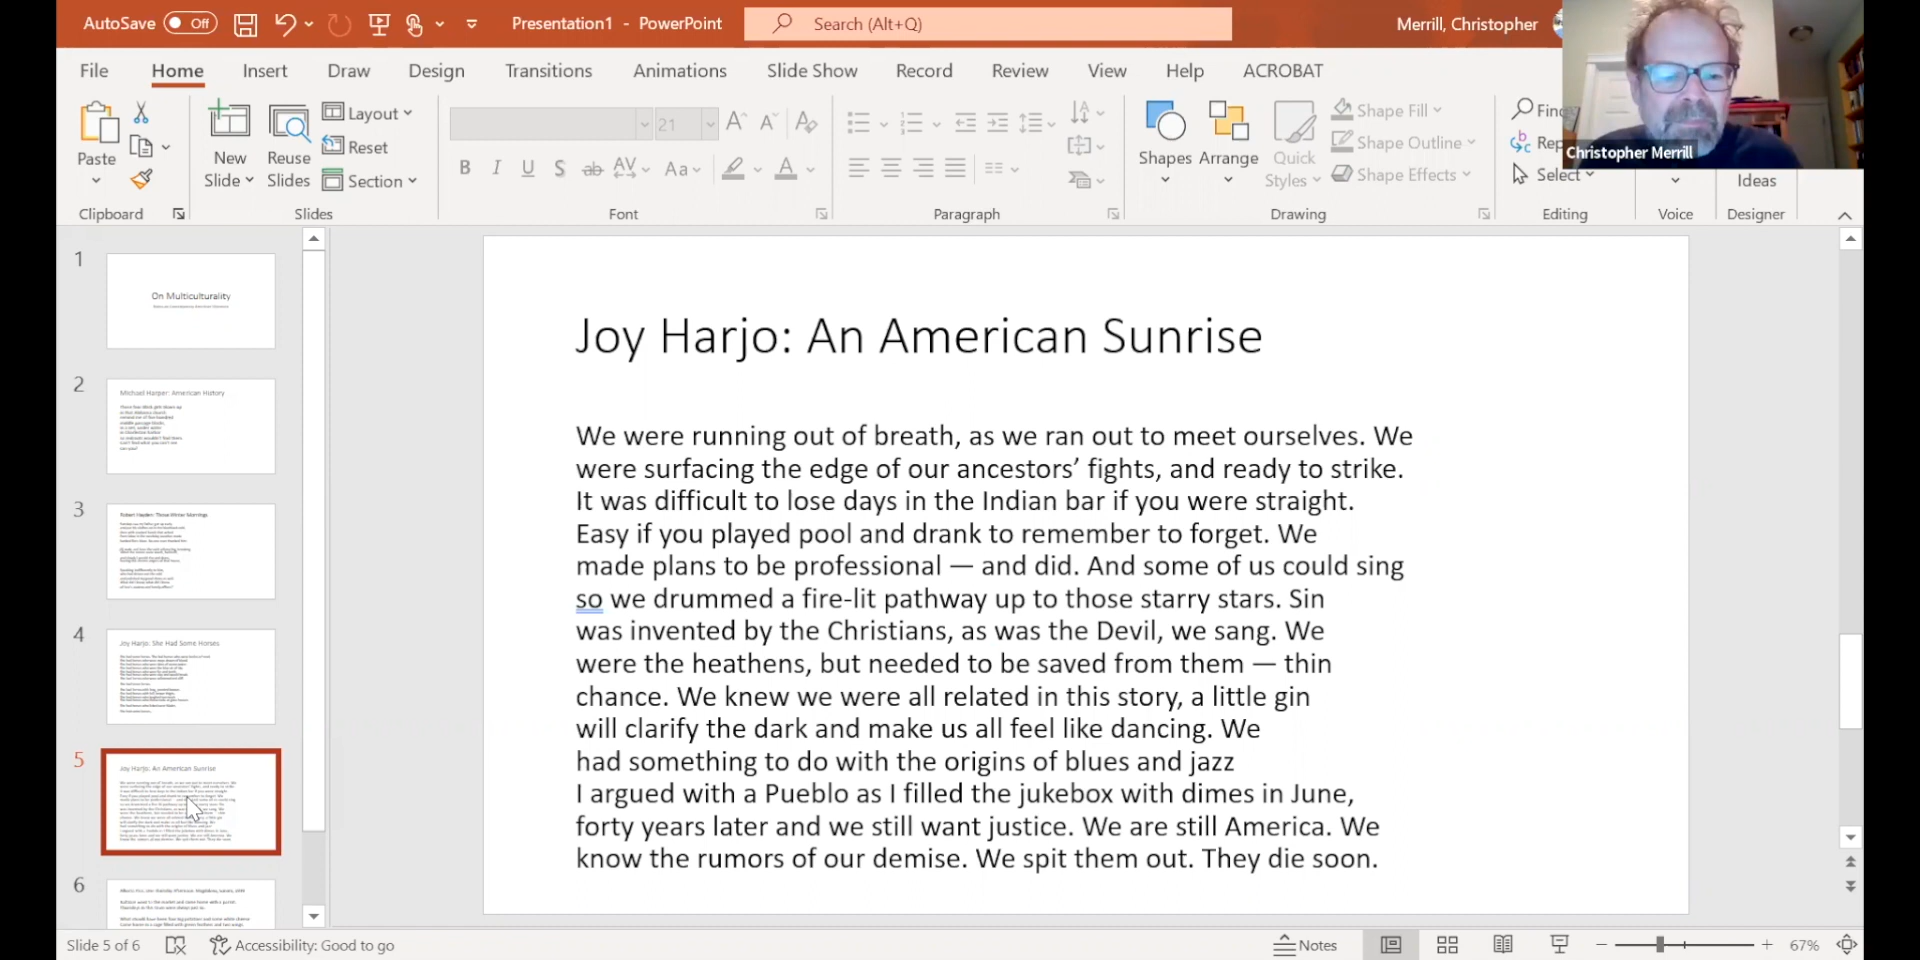 AutoSave Off Presentation1 - PowerPoint Search (Alt+Q) Merrill, Christopher
File Home Insert Draw Design Transitions Animations Slide Show Record Review View Help ACROBAT
Paste
New
Slide
Reuse
Slides
Layout
Reset
Section
21
B I U S ab AV Aa A
Shapes
Arrange
Quick
Styles
Shape Fill
Shape Outline
Shape Effects
Select
Christopher Merrill
Ideas
Clipboard Slides Font Paragraph Drawing Editing Voice Designer
1
On Multiculturality
2
Michael Harper: American History
3
Robert Hayden: Those Winter Mornings
4
Joy Harjo: She Had Some Horses
5
Joy Harjo: An American Sunrise
6
Joy Harjo: An American Sunrise
We were running out of breath, as we ran out to meet ourselves. We
were surfacing the edge of our ancestors’ fights, and ready to strike.
It was difficult to lose days in the Indian bar if you were straight.
Easy if you played pool and drank to remember to forget. We
made plans to be professional — and did. And some of us could sing
so we drummed a fire-lit pathway up to those starry stars. Sin
was invented by the Christians, as was the Devil, we sang. We
were the heathens, but needed to be saved from them — thin
chance. We knew we were all related in this story, a little gin
will clarify the dark and make us all feel like dancing. We
had something to do with the origins of blues and jazz
I argued with a Pueblo as I filled the jukebox with dimes in June,
forty years later and we still want justice. We are still America. We
know the rumors of our demise. We spit them out. They die soon.
Slide 5 of 6 Accessibility: Good to go Notes 67%